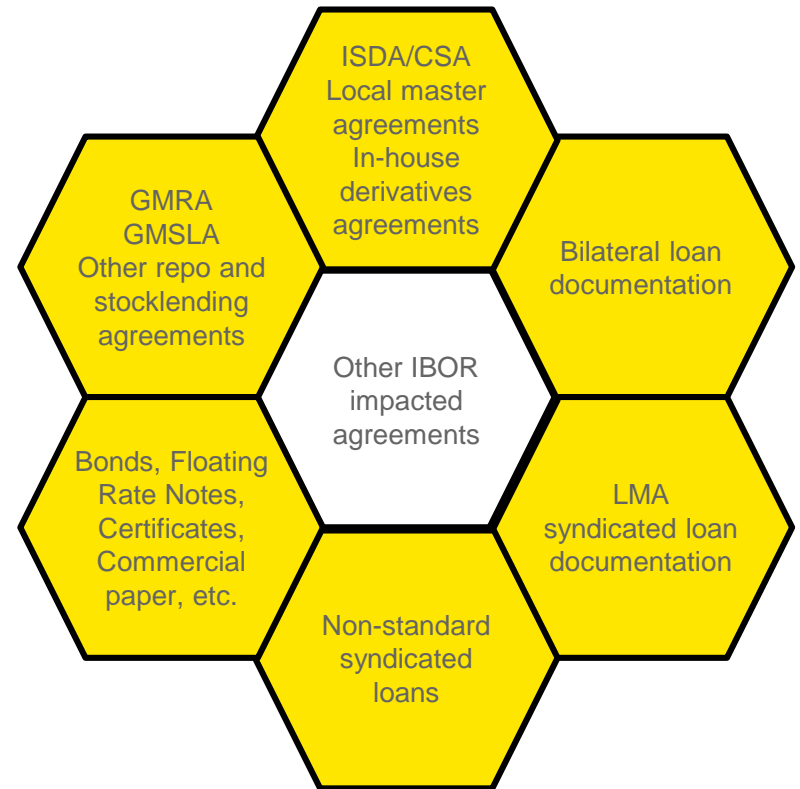 ISDA/CSA
Local master
agreements
In-house
derivatives
agreements
GMRA
GMSLA
Other repo and
stocklending
agreements
Bilateral loan
documentation
Other IBOR
impacted
agreements
Bonds, Floating
Rate Notes,
Certificates,
Commercial
paper, etc.
LMA
syndicated loan
documentation
Non-standard
syndicated
loans